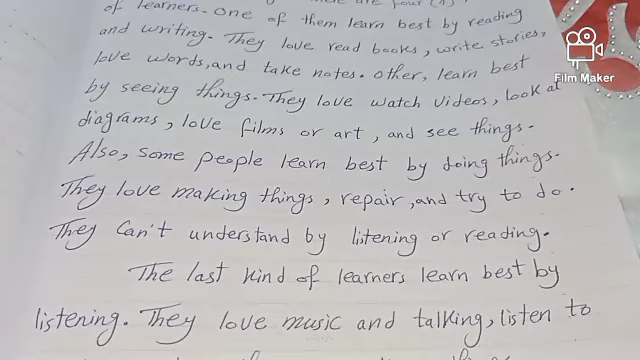 of learners. One of them learn best by reading
and writing. They love read books, write stories,
love words, and take notes. Other, learn best
by seeing things. They love watch videos, look at
diagrams, love films or art, and see things.
Also, some people learn best by doing things.
They love making things, repair, and try to do.
They can't understand by listening or reading.
The last kind of learners learn best by
listening. They love music and talking, listen to
Film Maker